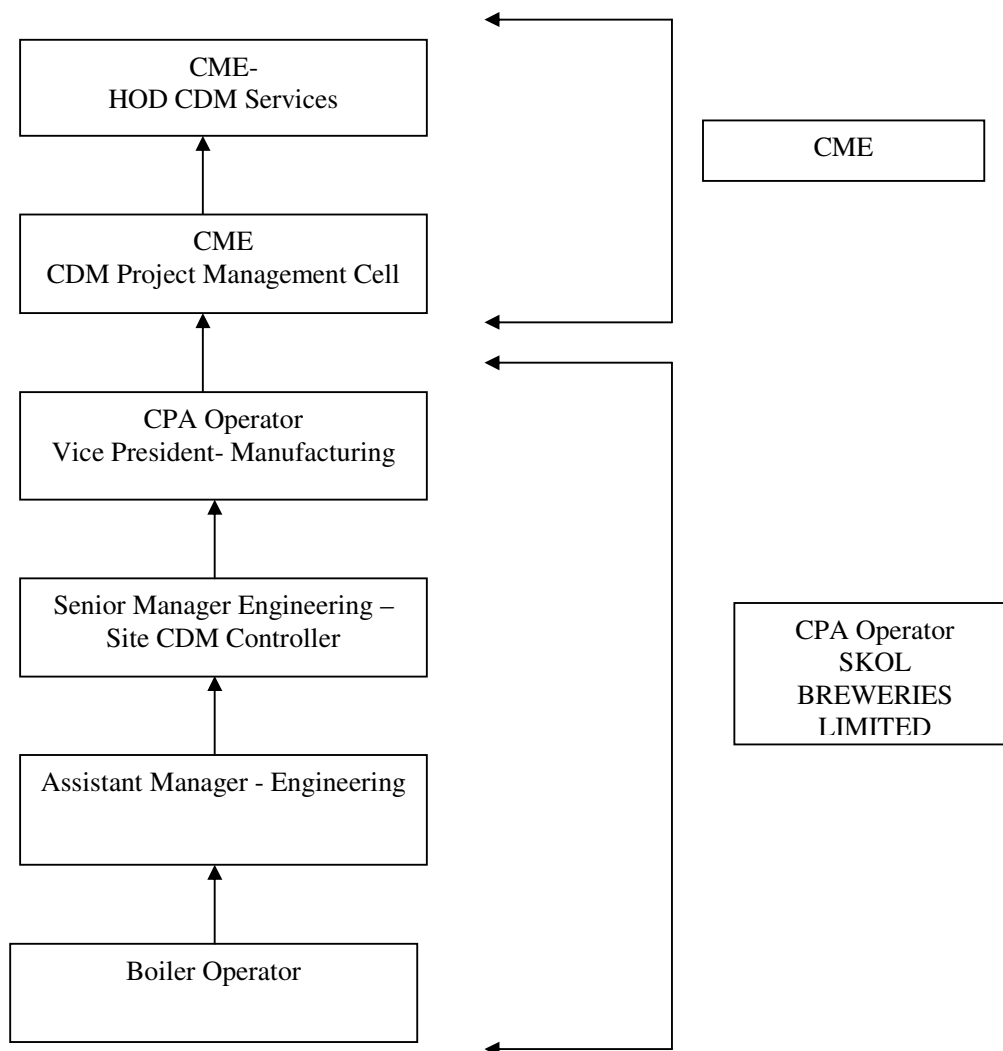 CME-
HOD CDM Services
CME
CME
CDM Project Management Cell
CPA Operator
Vice President- Manufacturing
Senior Manager Engineering –
Site CDM Controller
CPA Operator
SKOL
BREWERIES
LIMITED
Assistant Manager - Engineering
Boiler Operator